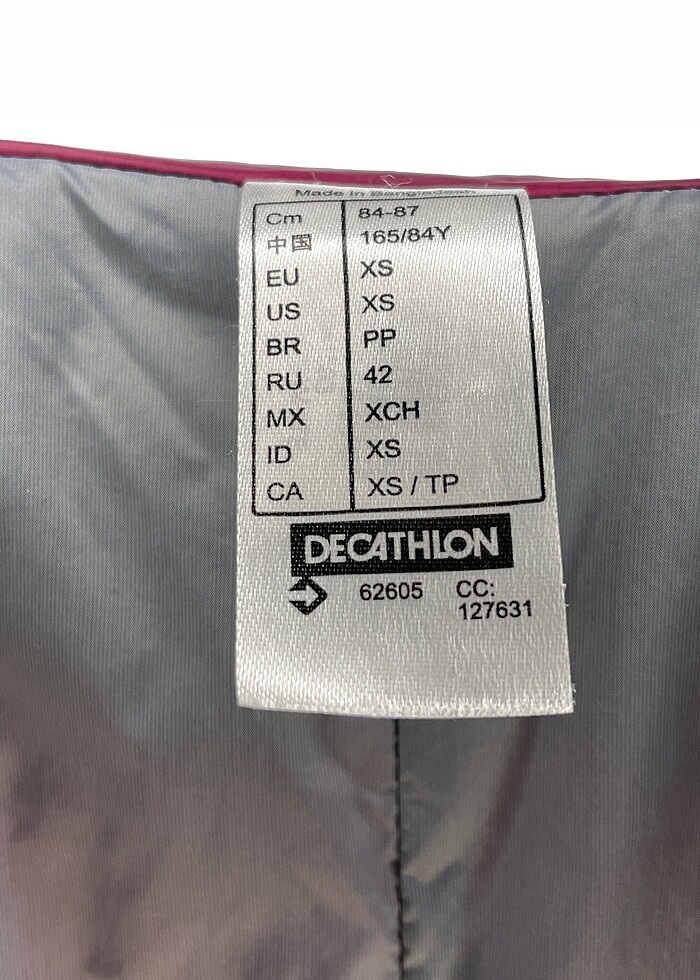 Made in Bangladesh
Cm 84-87
中国 165/84Y
EU XS
US XS
BR PP
RU 42
MX XCH
ID XS
CA XS / TP
DECATHLON
62605 CC:
127631